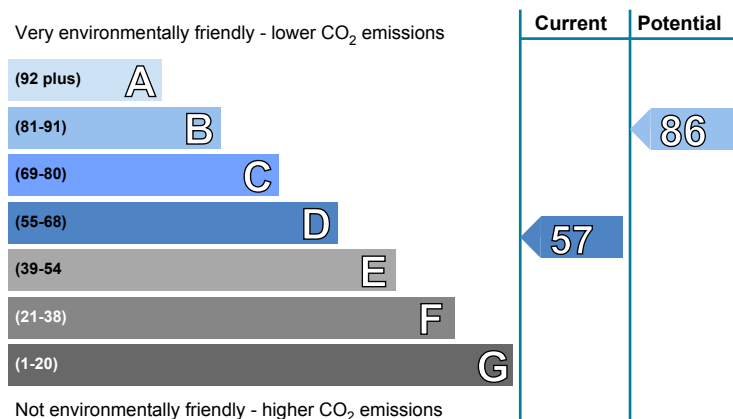 Current Potential
Very environmentally friendly - lower CO2 emissions
(92 plus) A
(81-91) B 86
(69-80) C
(55-68) D 57
(39-54 E
(21-38) F
(1-20) G
Not environmentally friendly - higher CO2 emissions